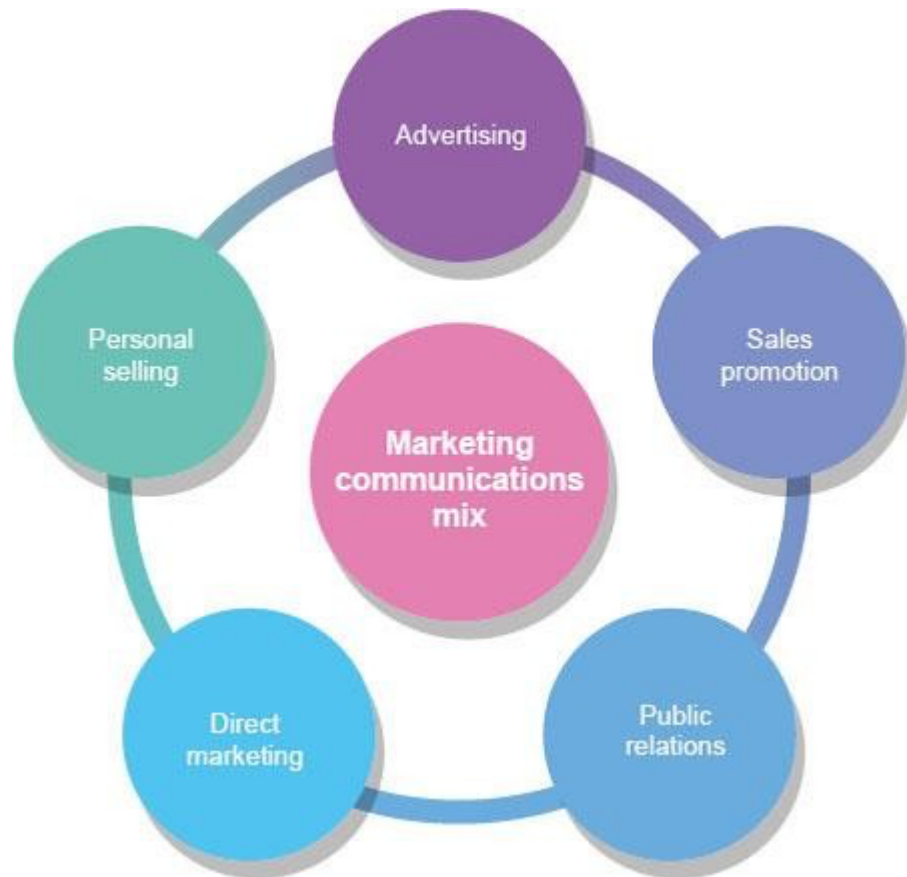 Advertising
Sales
promotion
Public
relations
Direct
marketing
Personal
selling
Marketing
communications
mix